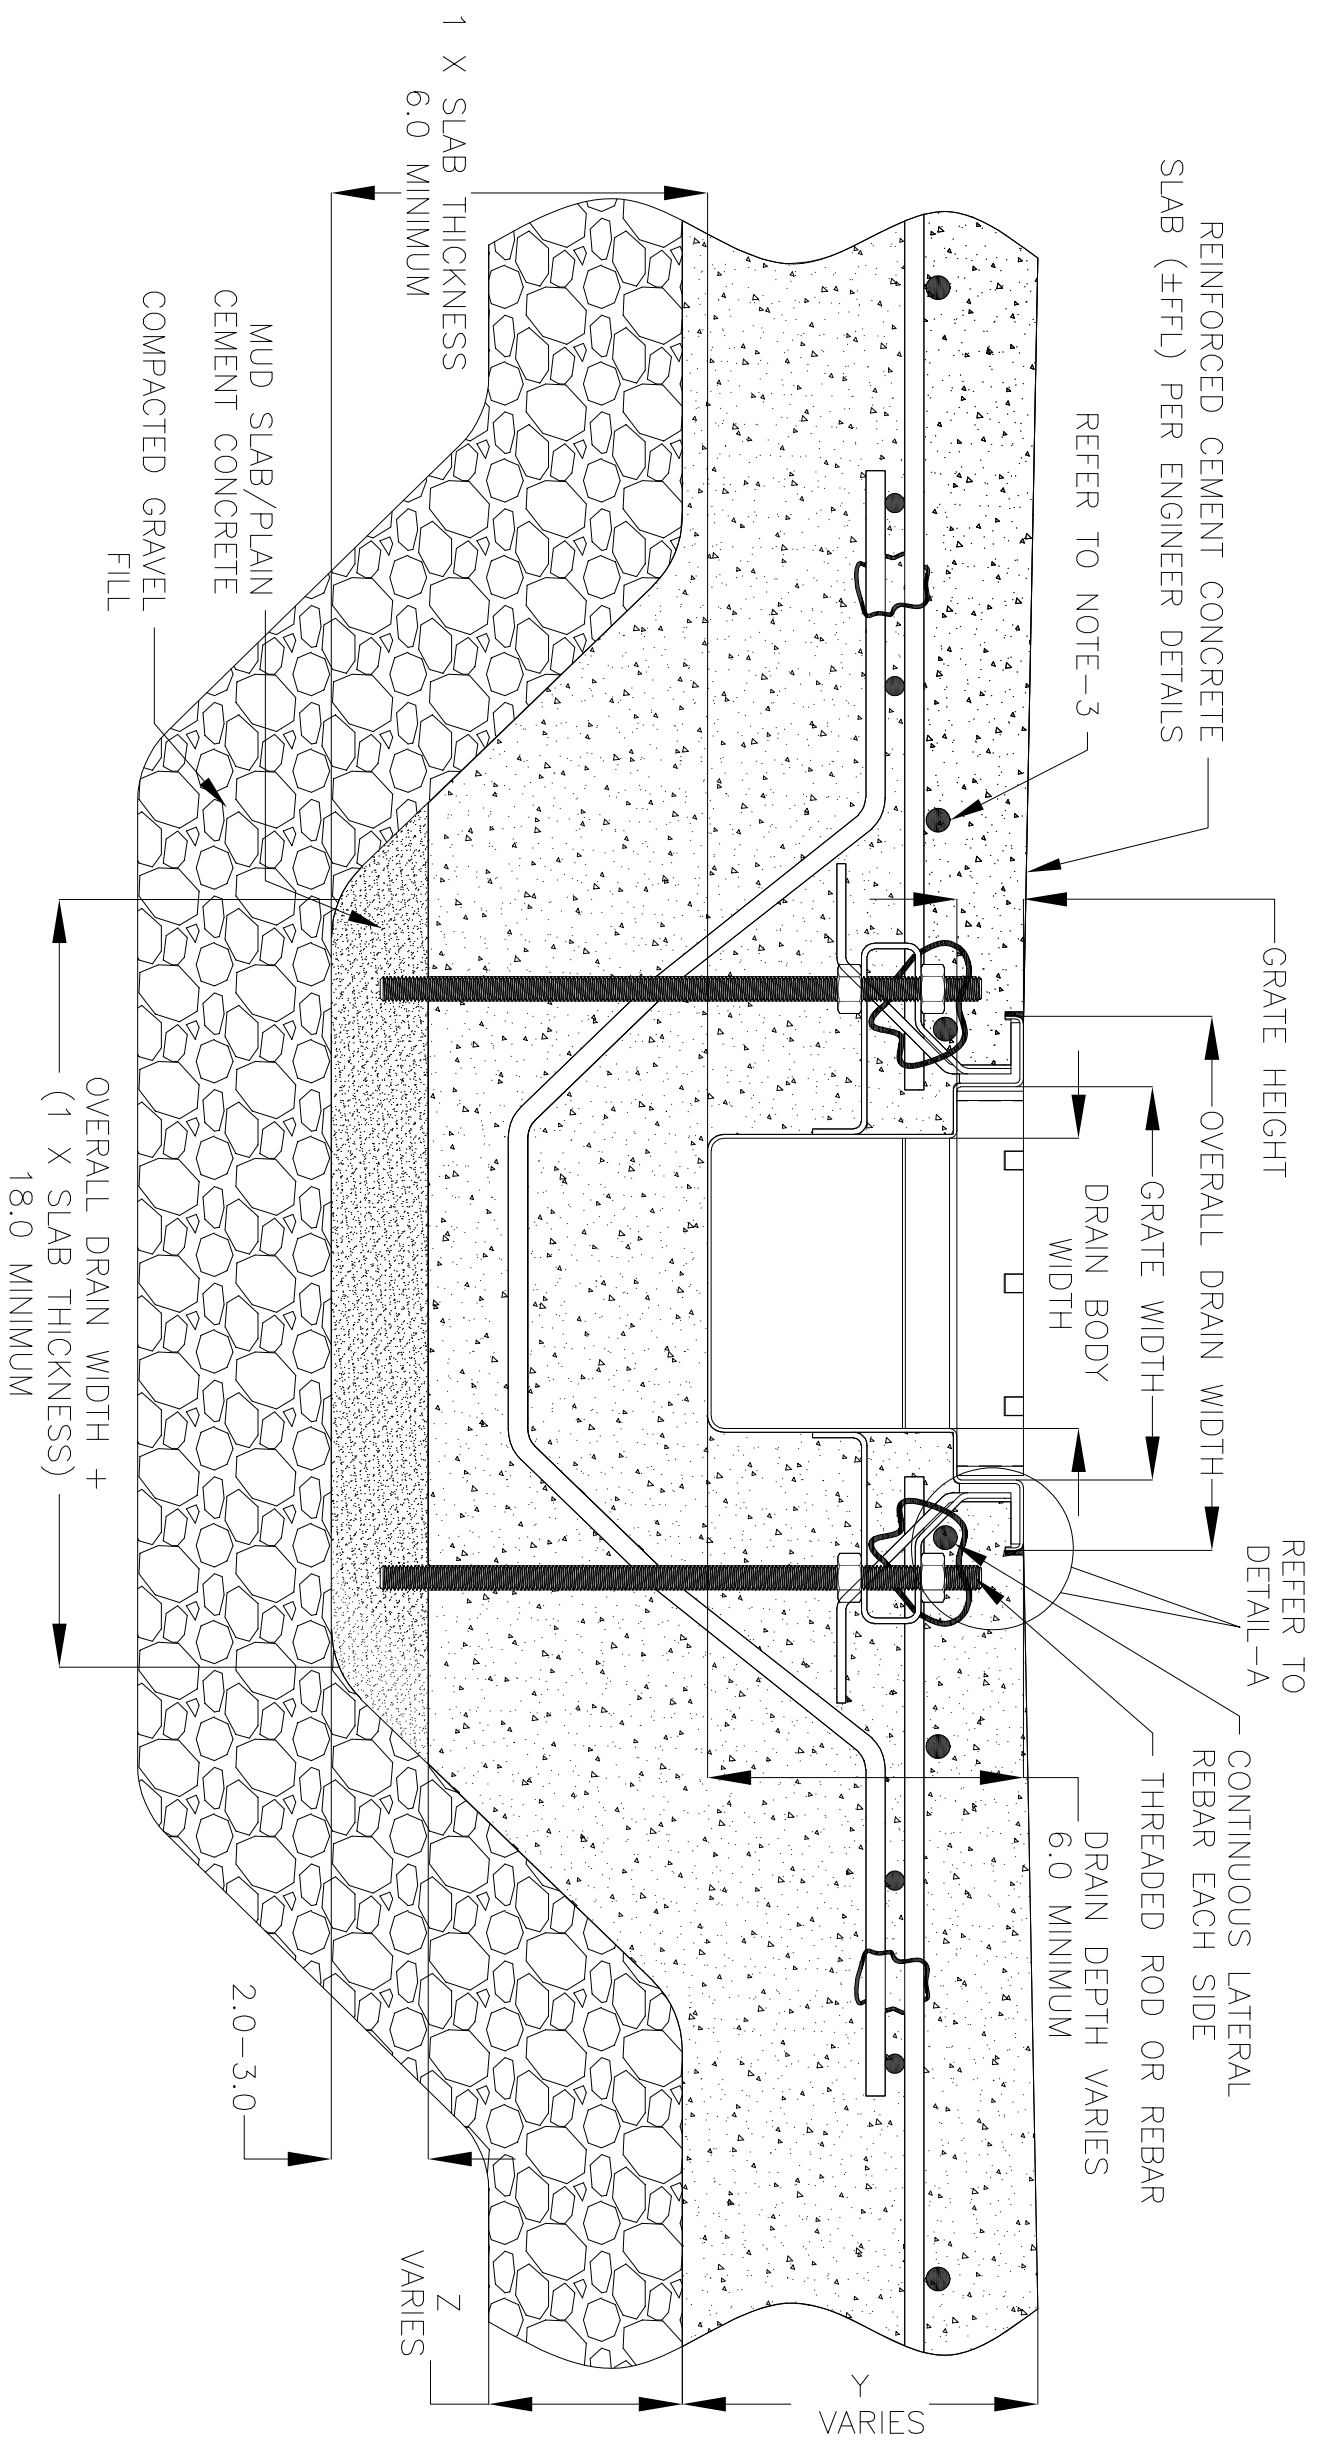 REINFORCED CEMENT CONCRETE
SLAB (±FFL) PER ENGINEER DETAILS
REFER TO NOTE-3
GRATE HEIGHT
OVERALL DRAIN WIDTH
GRATE WIDTH
DRAIN BODY
WIDTH
REFER TO
DETAIL-A
CONTINUOUS LATERAL
REBAR EACH SIDE
THREADED ROD OR REBAR
DRAIN DEPTH VARIES
6.0 MINIMUM
1 X SLAB THICKNESS
6.0 MINIMUM
MUD SLAB/PLAIN
CEMENT CONCRETE
COMPACTED GRAVEL
FILL
OVERALL DRAIN WIDTH +
(1 X SLAB THICKNESS)
18.0 MINIMUM
2.0-3.0
Z
VARIES
Y
VARIES